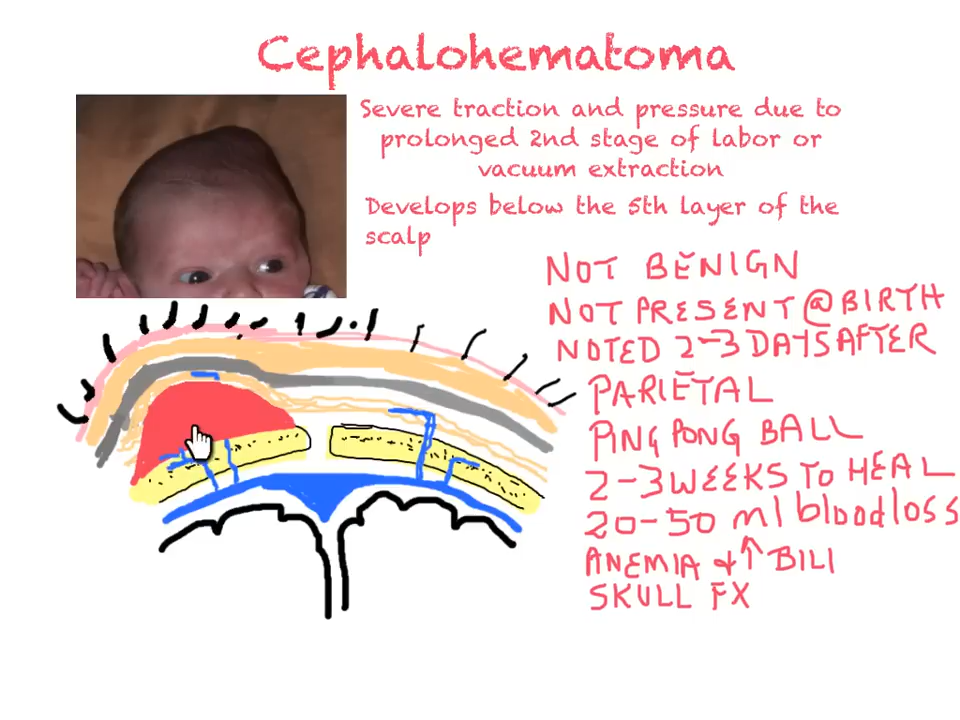 Cephalohematoma
Severe traction and pressure due to
prolonged 2nd stage of labor or
vacuum extraction
Develops below the 5th layer of the
scalp
NOT BENIGN
NOT PRESENT @ BIRTH
NOTED 2-3 DAYS AFTER
PARIETAL
PING PONG BALL
2-3 WEEKS TO HEAL
20-50 ml bloodloss
ANEMIA + ↑ BILI
SKULL FX